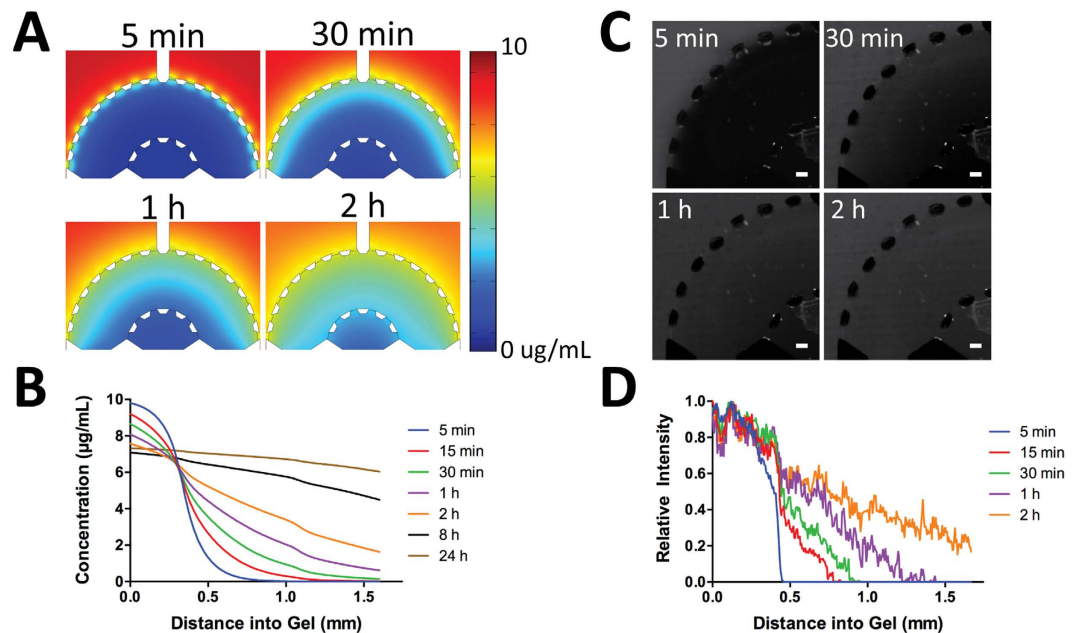 A
5 min
30 min
10
1 h
2 h
0 ug/mL
B
Concentration (µg/mL)
10
8
6
4
2
0
0.0
0.5
1.0
1.5
Distance into Gel (mm)
5 min
15 min
30 min
1 h
2 h
8 h
24 h
C
5 min
30 min
1 h
2 h
D
Relative Intensity
1.0
0.8
0.6
0.4
0.2
0.0
0.0
0.5
1.0
1.5
Distance into Gel (mm)
5 min
15 min
30 min
1 h
2 h